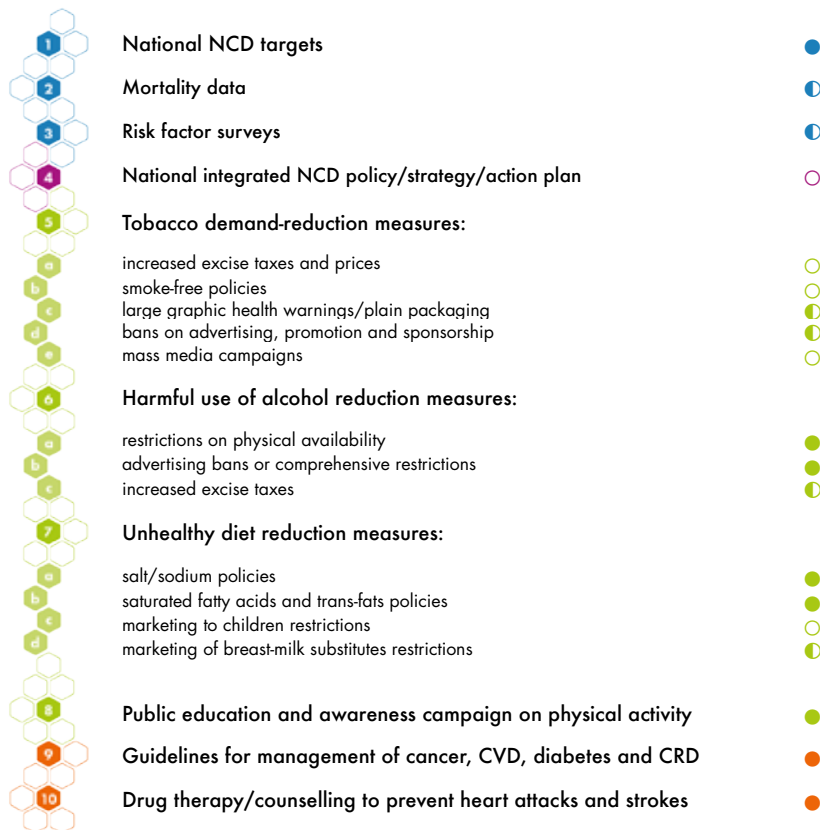 1 National NCD targets
2 Mortality data
3 Risk factor surveys
4 National integrated NCD policy/strategy/action plan
5 Tobacco demand-reduction measures:
a increased excise taxes and prices
b smoke-free policies
c large graphic health warnings/plain packaging
d bans on advertising, promotion and sponsorship
e mass media campaigns
6 Harmful use of alcohol reduction measures:
a restrictions on physical availability
b advertising bans or comprehensive restrictions
c increased excise taxes
7 Unhealthy diet reduction measures:
a salt/sodium policies
b saturated fatty acids and trans-fats policies
c marketing to children restrictions
d marketing of breast-milk substitutes restrictions
8 Public education and awareness campaign on physical activity
9 Guidelines for management of cancer, CVD, diabetes and CRD
10 Drug therapy/counselling to prevent heart attacks and strokes